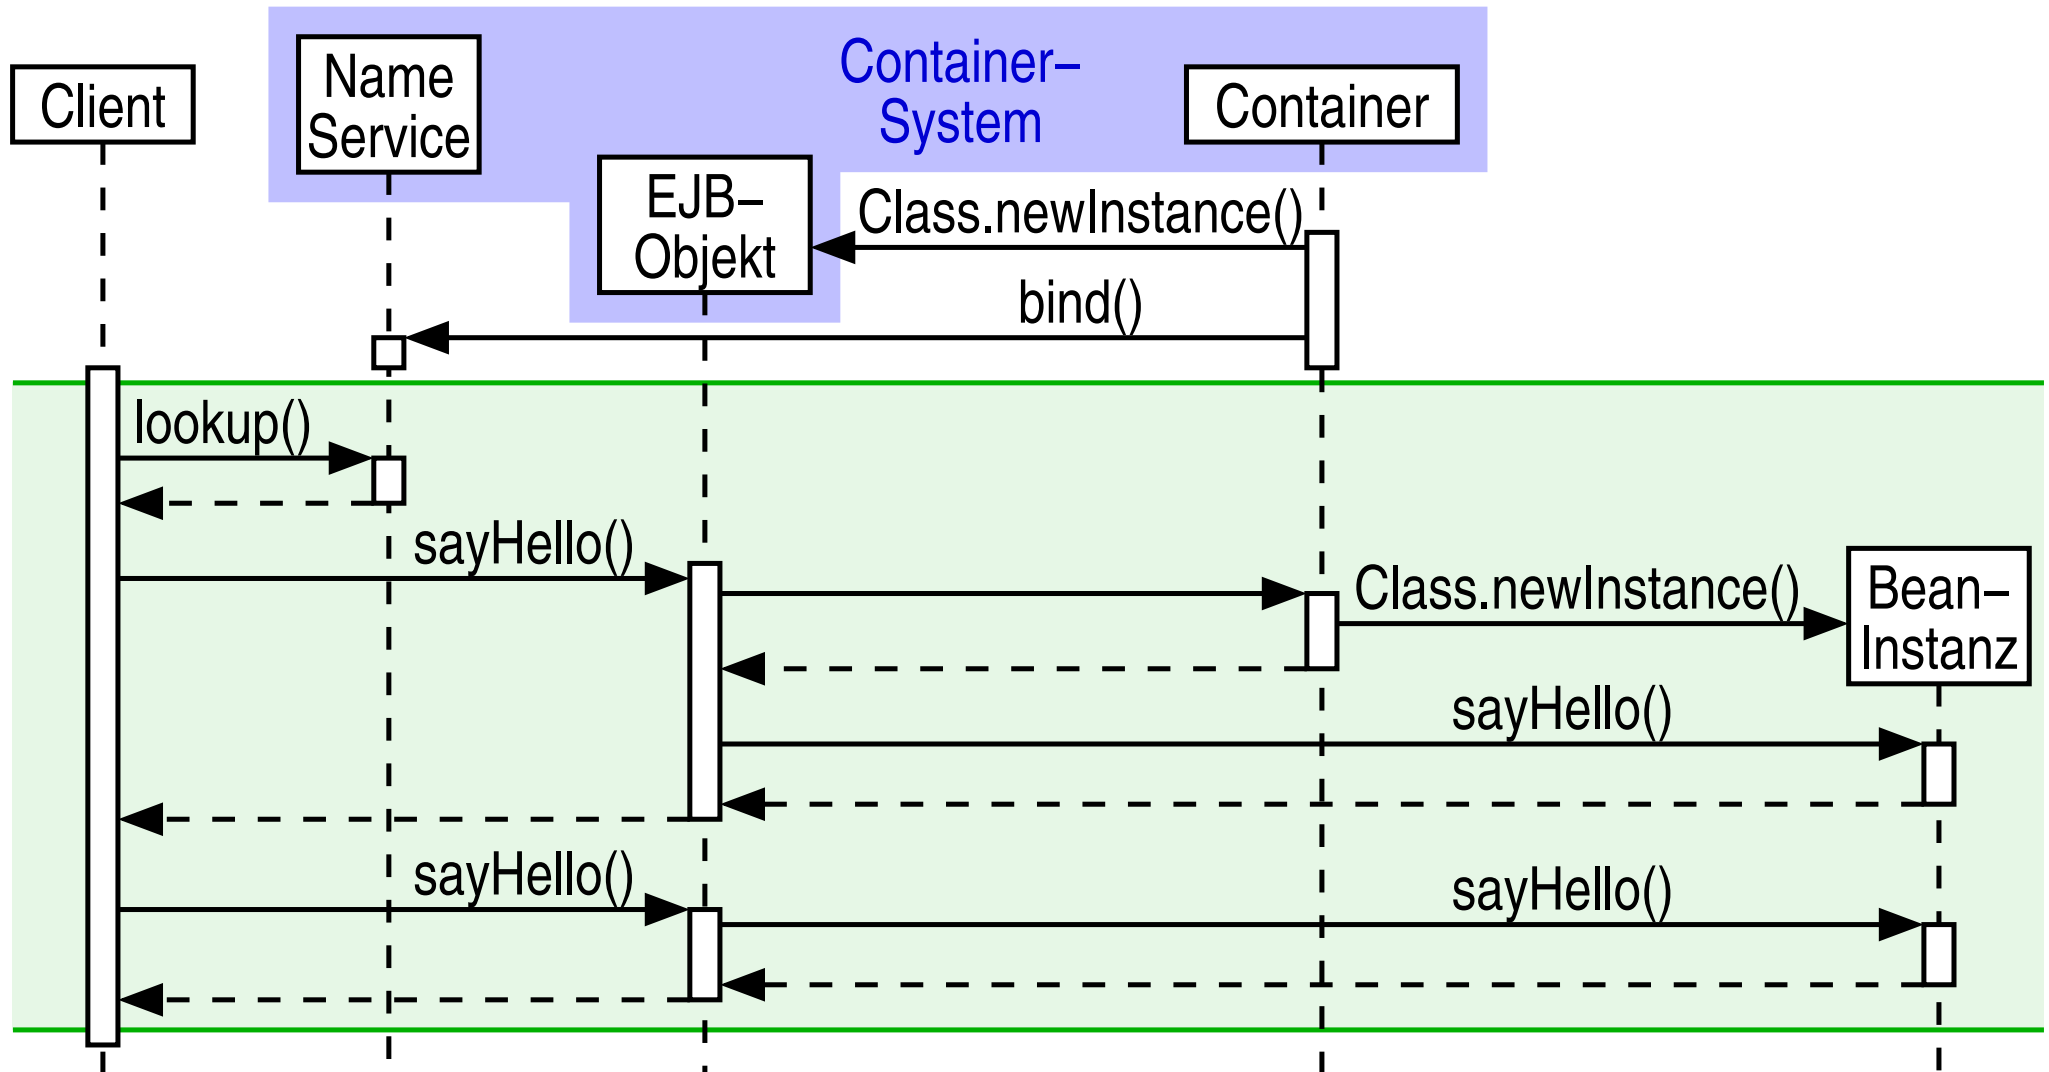 Client
Name
Service
Container–
System
Container
EJB–
Objekt
Class.newInstance()
bind()
lookup()
sayHello()
Class.newInstance()
Bean–
Instanz
sayHello()
sayHello()
sayHello()